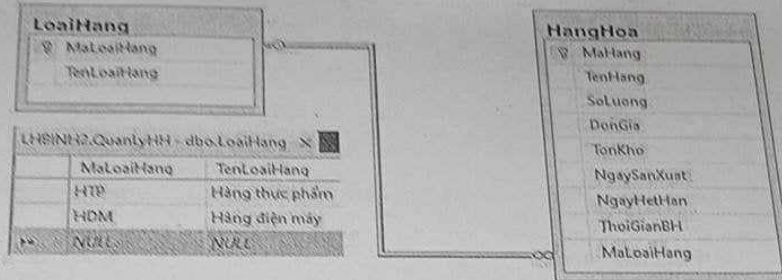 LoaiHang
MaLoaiHang
TenLoaiHang
LHBINH2.QuanLyHH - dbo.LoaiHang
MaLoaiHang TenLoaiHang
HTP Hàng thực phẩm
HDM Hàng điện máy
NULL NULL
HangHoa
MaHang
TenHang
SoLuong
DonGia
TonKho
NgaySanXuat
NgayHetHan
ThoiGianBH
MaLoaiHang